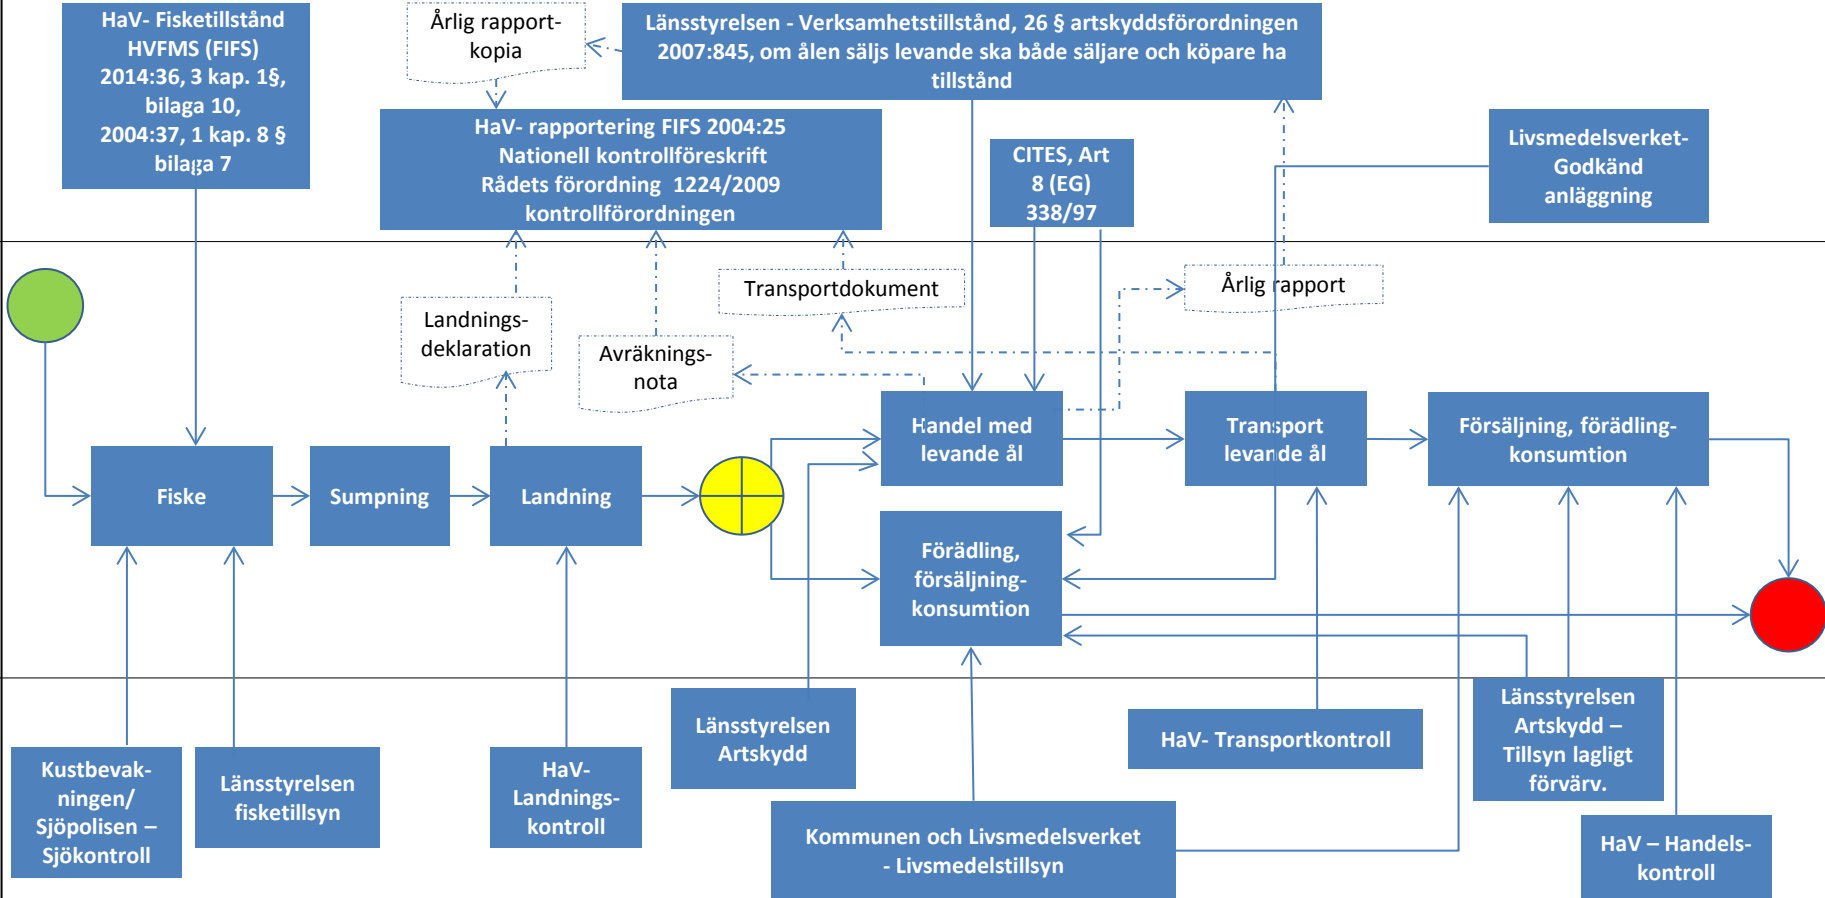 HaV- Fisketillstånd
HVFMS (FIFS)
2014:36, 3 kap. 1§,
bilaga 10,
2004:37, 1 kap. 8 §
bilaga 7
Årlig rapport-
kopia
Länsstyrelsen - Verksamhetstillstånd, 26 § artskyddsförordningen
2007:845, om ålen säljs levande ska både säljare och köpare ha
tillstånd
HaV- rapportering FIFS 2004:25
Nationell kontrollföreskrift
Rådets förordning 1224/2009
kontrollförordningen
CITES, Art
8 (EG)
338/97
Livsmedelsverket-
Godkänd
anläggning
Landnings-
deklaration
Avräknings-
nota
Transportdokument
Årlig rapport
Fiske
Sumpning
Landning
Handel med
levande ål
Transport
levande ål
Försäljning, förädling-
konsumtion
Förädling,
försäljning-
konsumtion
Kustbevak-
ningen/
Sjöpolisen –
Sjökontroll
Länsstyrelsen
fisketillsyn
HaV-
Landnings-
kontroll
Länsstyrelsen
Artskydd
Kommunen och Livsmedelsverket
- Livsmedelstillsyn
HaV- Transportkontroll
Länsstyrelsen
Artskydd –
Tillsyn lagligt
förvärv.
HaV – Handels-
kontroll